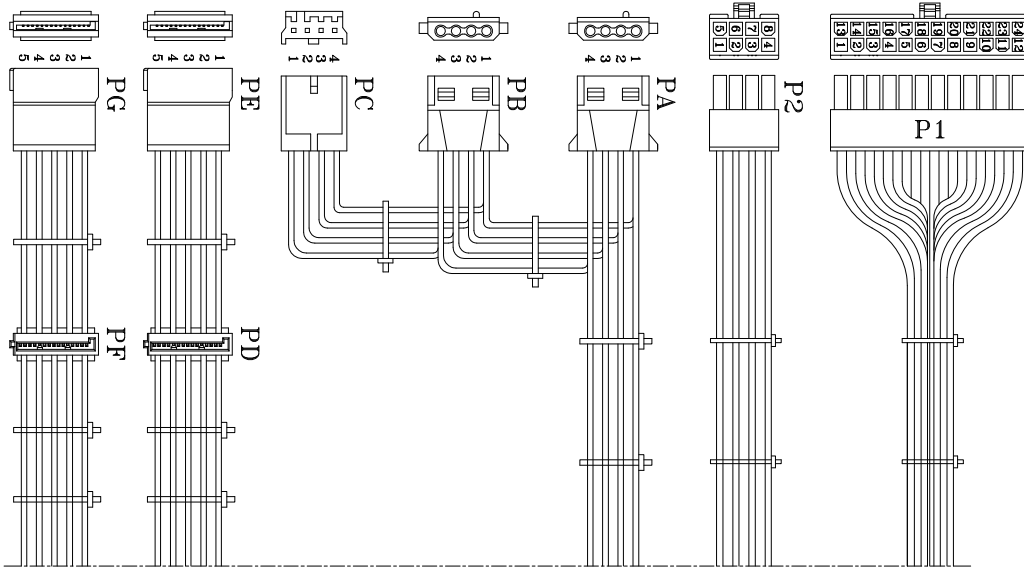 5 4 3 2 1
PG
5 4 3 2 1
PE
1 2 3 4
PC
4 3 2 1
PB
4 3 2 1
PA
5 6 7 8
1 2 3 4
P2
13 14 15 16 17 18 19 20 21 22 23 24
1 2 3 4 5 6 7 8 9 10 11 12
P1
PF
PD